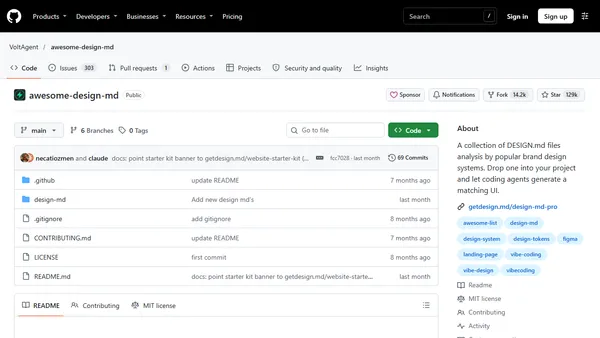 Platform Solutions Resources Open Source Enterprise Pricing
Search
Sign in
Sign up
VoltAgent / awesome-design-md
Code
Issues 303
Pull requests 1
Actions
Projects
Security and quality
Insights
awesome-design-md Public
Sponsor
Notifications
Fork 14.2k
Star 129k
main
6 Branches
0 Tags
Go to file
Code
necatiozmen and claude docs: point starter kit banner to getdesign.md/website-starter-kit (... fcc7028 · last month 69 Commits
.github update README 7 months ago
design-md Add new design md's last month
.gitignore add gitignore 8 months ago
CONTRIBUTING.md update README 7 months ago
LICENSE first commit 8 months ago
README.md docs: point starter kit banner to getdesign.md/website-starte... last month
README
Contributing
MIT license
About
A collection of DESIGN.md files
analysis by popular brand design
systems. Drop one into your project
and let coding agents generate a
matching UI.
getdesign.md/design-md-pro
awesome-list design-md
design-system design-tokens figma
landing-page vibe-coding
vibe-design vibecoding
Readme
MIT license
Contributing
Activity